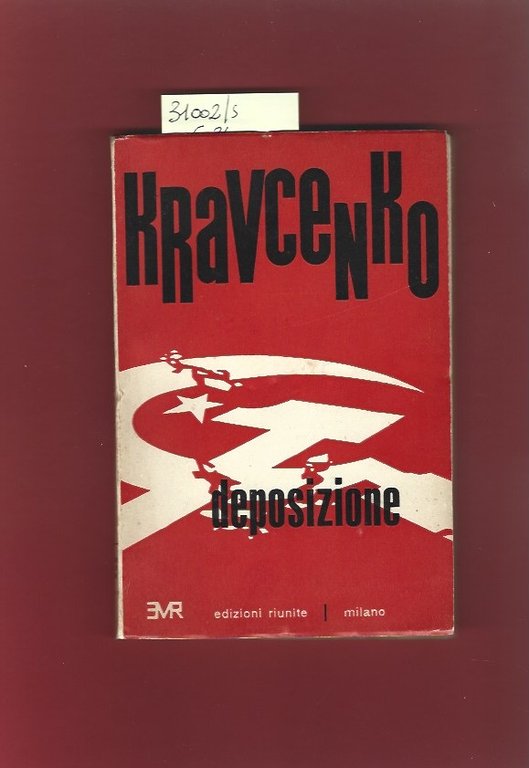 31002/s
KRavceNKO
deposizione
EMR edizioni riunite | milano